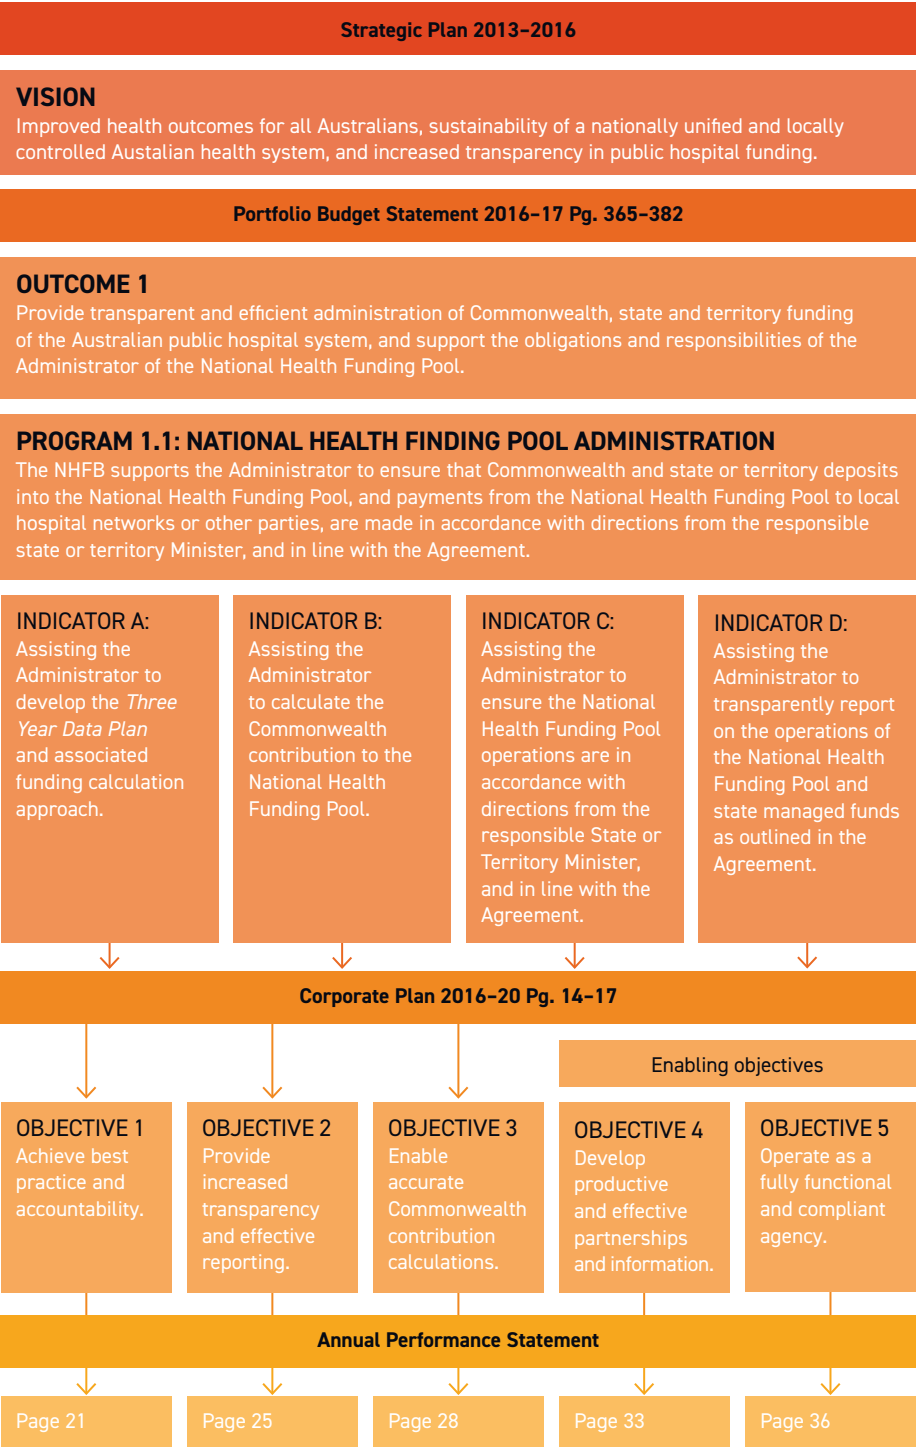 Strategic Plan 2013–2016
VISION
Improved health outcomes for all Australians, sustainability of a nationally unified and locally
controlled Austalian health system, and increased transparency in public hospital funding.
Portfolio Budget Statement 2016–17 Pg. 365–382
OUTCOME 1
Provide transparent and efficient administration of Commonwealth, state and territory funding
of the Australian public hospital system, and support the obligations and responsibilities of the
Administrator of the National Health Funding Pool.
PROGRAM 1.1: NATIONAL HEALTH FINDING POOL ADMINISTRATION
The NHFB supports the Administrator to ensure that Commonwealth and state or territory deposits
into the National Health Funding Pool, and payments from the National Health Funding Pool to local
hospital networks or other parties, are made in accordance with directions from the responsible
state or territory Minister, and in line with the Agreement.
INDICATOR A:
Assisting the
Administrator to
develop the Three
Year Data Plan
and associated
funding calculation
approach.
INDICATOR B:
Assisting the
Administrator
to calculate the
Commonwealth
contribution to the
National Health
Funding Pool.
INDICATOR C:
Assisting the
Administrator to
ensure the National
Health Funding Pool
operations are in
accordance with
directions from the
responsible State or
Territory Minister,
and in line with the
Agreement.
INDICATOR D:
Assisting the
Administrator to
transparently report
on the operations of
the National Health
Funding Pool and
state managed funds
as outlined in the
Agreement.
Corporate Plan 2016–20 Pg. 14–17
Enabling objectives
OBJECTIVE 1
Achieve best
practice and
accountability.
OBJECTIVE 2
Provide
increased
transparency
and effective
reporting.
OBJECTIVE 3
Enable
accurate
Commonwealth
contribution
calculations.
OBJECTIVE 4
Develop
productive
and effective
partnerships
and information.
OBJECTIVE 5
Operate as a
fully functional
and compliant
agency.
Annual Performance Statement
Page 21
Page 25
Page 28
Page 33
Page 36